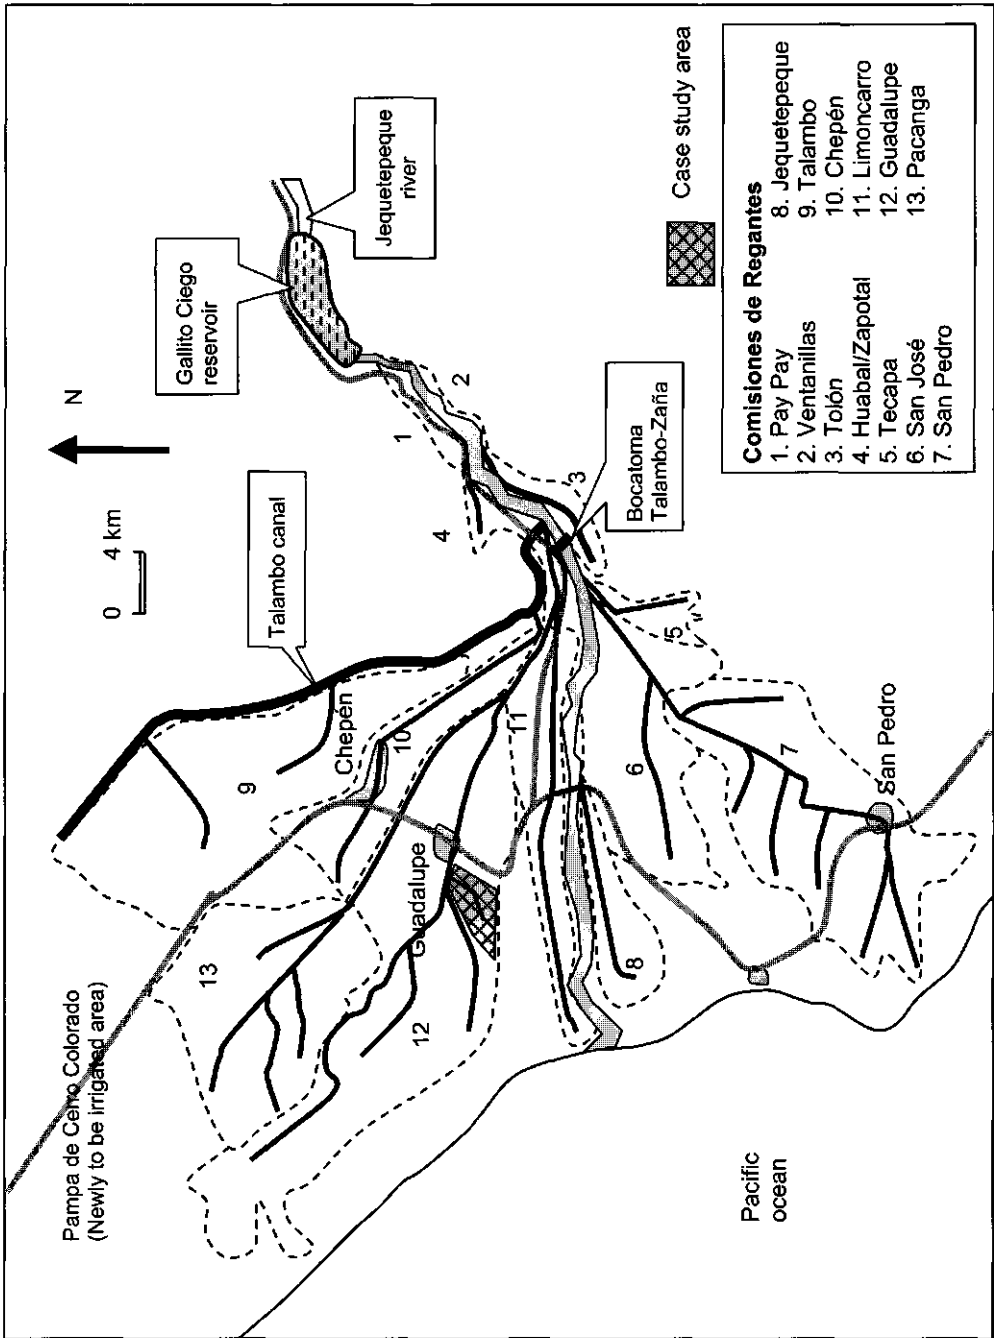 Pampa de Cerro Colorado
(Newly to be irrigated area)
Talambo canal
0 4 km
N
Gallito Ciego
reservoir
Jequetepeque
river
13
9
Chepén
10
4
1
2
12
Guadalupe
11
3
Bocatoma
Talambo-Zaña
8
6
5
7
San Pedro
Pacific
ocean
Case study area
Comisiones de Regantes
1. Pay Pay
2. Ventanillas
3. Tolón
4. Huabal/Zapotal
5. Tecapa
6. San José
7. San Pedro
8. Jequetepeque
9. Talambo
10. Chepén
11. Limoncarro
12. Guadalupe
13. Pacanga